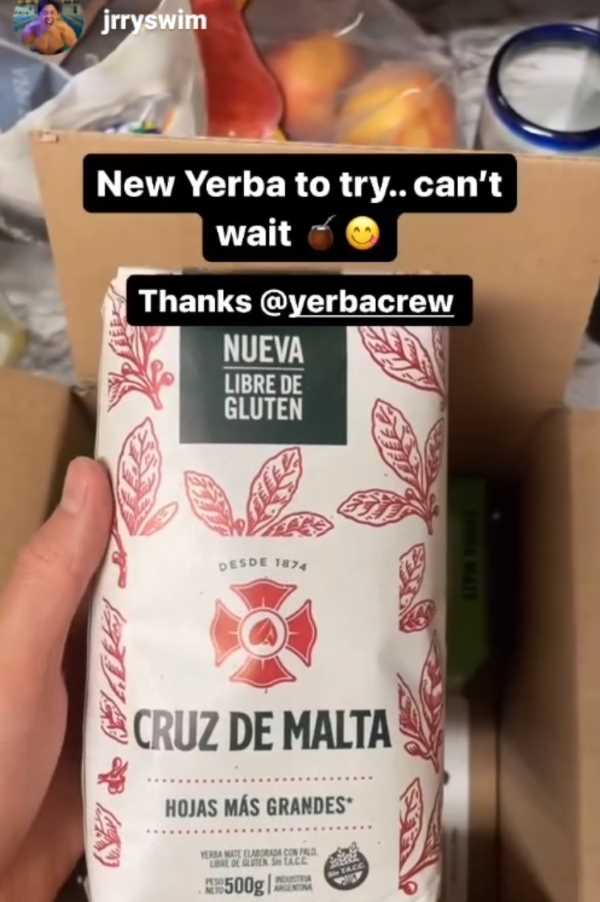 jrryswim
New Yerba to try.. can't
wait
Thanks @yerbacrew
NUEVA
LIBRE DE
GLUTEN
DESDE 1874
CRUZ DE MALTA
HOJAS MÁS GRANDES*
YERBA MATE ELABORADA CON PALO.
LIBRE DE GLUTEN. Sin T.A.C.C.
Sin T.A.C.C.
PESO NETO 500g | INDUSTRIA ARGENTINA